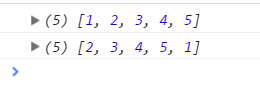 ▶ (5) [1, 2, 3, 4, 5]
▶ (5) [2, 3, 4, 5, 1]
>